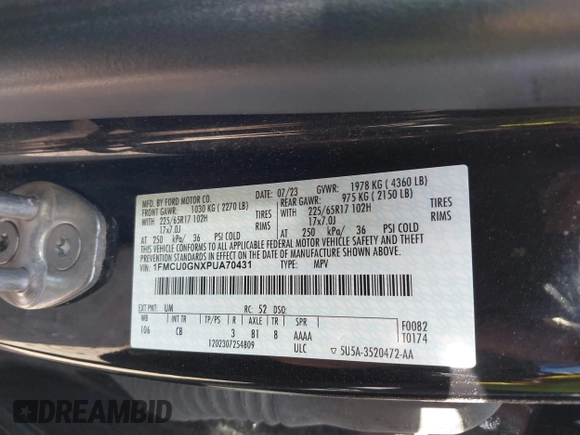 MFD. BY FORD MOTOR CO.
DATE: 07/23 GVWR: 1978 KG ( 4360 LB)
FRONT GAWR: 1030 KG ( 2270 LB)
REAR GAWR: 975 KG ( 2150 LB)
225/65R17 102H TIRES
225/65R17 102H TIRES
17x7.0J RIMS
17x7.0J RIMS
AT 250 kPa/ 36 PSI COLD
AT 250 kPa/ 36 PSI COLD
THIS VEHICLE CONFORMS TO ALL APPLICABLE FEDERAL MOTOR VEHICLE SAFETY, BUMPER, AND
THEFT PREVENTION STANDARDS IN EFFECT ON THE DATE OF MANUFACTURE SHOWN ABOVE.
VIN: 1FMCU0GNXPUA70431 TYPE: MPV
EXT PNT: UM RC: 52 DSO:
WB INT TR TP/PS R AXLE TR SPR
106 CB 3 B1 8 AAAA
F0082
T0174
1202307254B09 ULC ▽ 5U5A-3520472-AA
DREAMBID